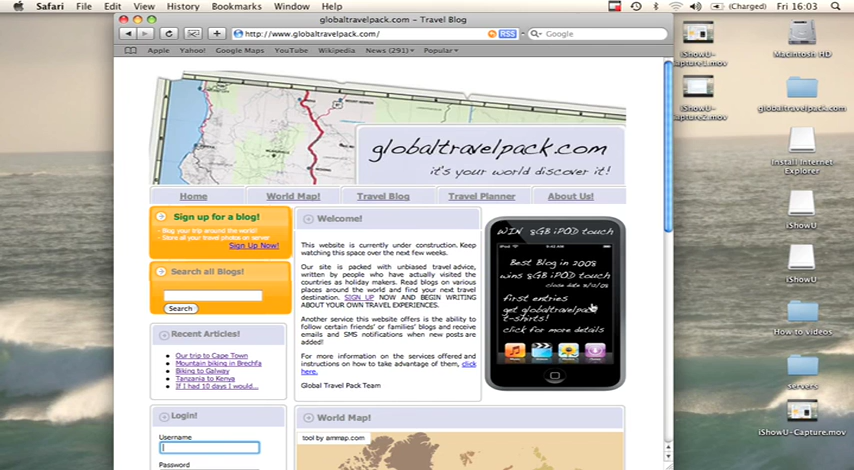 Safari File Edit View History Bookmarks Window Help
(Charged) Fri 16:03
globaltravelpack.com – Travel Blog
http://www.globaltravelpack.com/
RSS
Google
Apple Yahoo! Google Maps YouTube Wikipedia News (291) Popular
globaltravelpack.com
it's your world discover it!
Home World Map! Travel Blog Travel Planner About Us!
Sign up for a blog!
- Blog your trip around the world!
- Store all your travel photos on server
Sign Up Now!
Search all Blogs!
Search
Recent Articles!
Our trip to Cape Town
Mountain biking in Brechfa
Biking to Galway
Tanzania to Kenya
If I had 10 days I would...
Login!
Username
Password
Welcome!
This website is currently under construction. Keep
watching this space over the next few weeks.
Our site is packed with unbiased travel advice,
written by people who have actually visited the
countries as holiday makers. Read blogs on various
places around the world and find your next travel
destination. SIGN UP NOW AND BEGIN WRITING
ABOUT YOUR OWN TRAVEL EXPERIENCES.
Another service this website offers is the ability to
follow certain friends' or families' blogs and receive
emails and SMS notifications when new posts are
added!
For more information on the services offered and
instructions on how to take advantage of them, click
here.
Global Travel Pack Team
WIN 8GB IPOD TOUCH
9:42 AM
Best Blog in 2008
wins 8GB IPOD touch
first entries
get globaltravelpack
t-shirts!
click for more details
World Map!
tool by ammap.com
iShowU-
Capture1.mov
iShowU-
Capture2.mov
Macintosh HD
globaltravelpack.com
Install Internet
Explorer
iShowU
iShowU
How to videos
servers
iShowU-Capture.mov